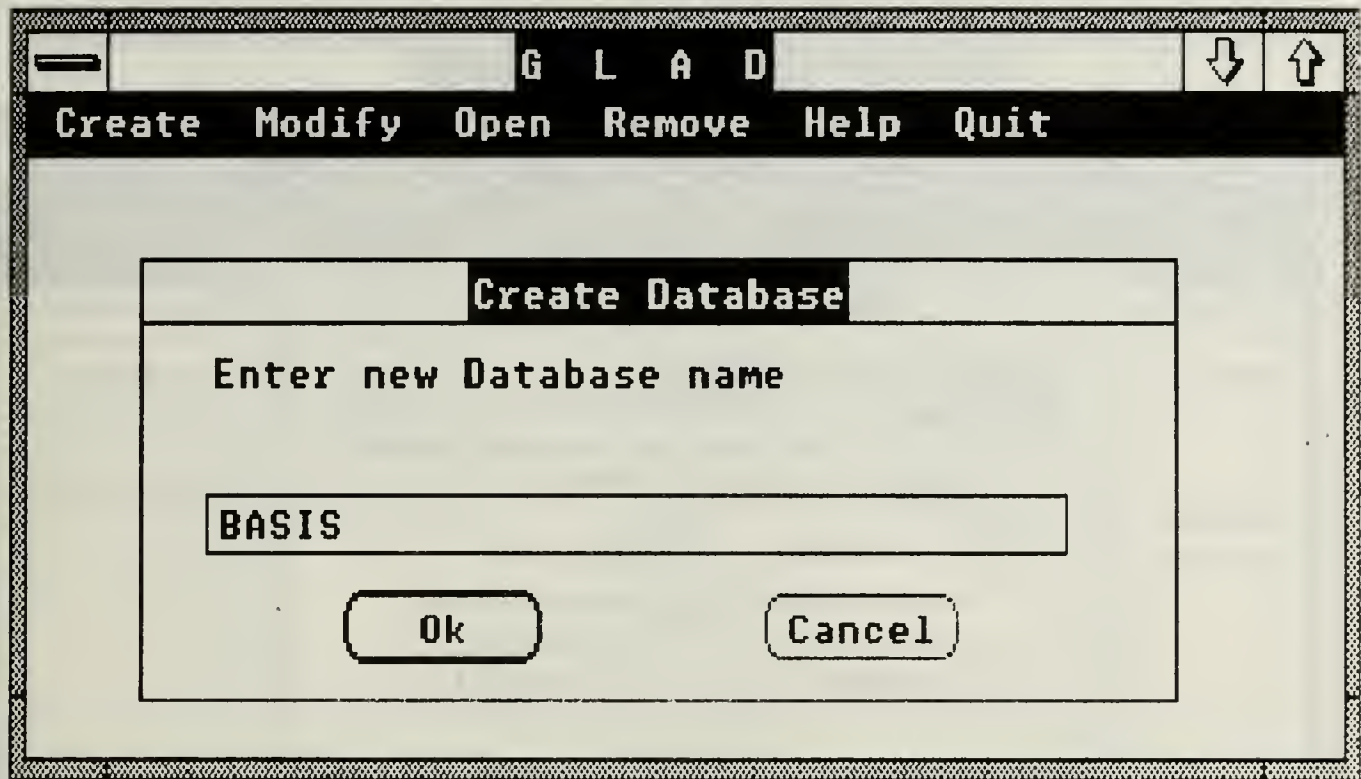 G L A D
Create Modify Open Remove Help Quit
Create Database
Enter new Database name
BASIS
Ok Cancel